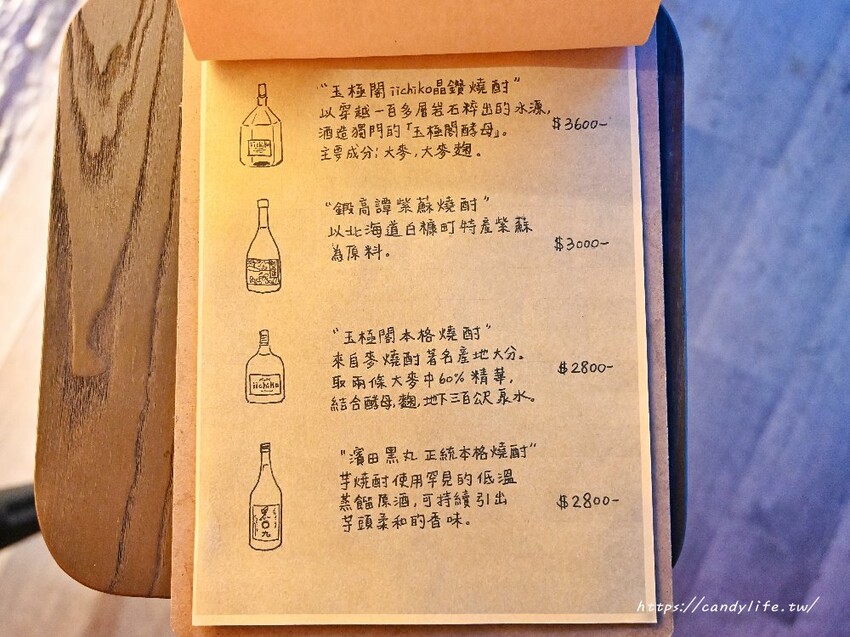 "玉極閣 iichiko晶鑽燒酎"
以穿越一百多層岩石粹出的水源,
酒造獨門的「玉極閣酵母」。
主要成分:大麥,大麥麴。
$3600-
"鍛高譚紫蘇燒酎"
以北海道白糠町特產紫蘇
為原料。
$3000-
"玉極閣本格燒酎"
來自麥燒酎著名產地大分。
取兩條大麥中60%精華,
結合酵母,麴,地下三百公尺泉水。
$2800-
iichiko
"濱田黑丸 正統本格燒酎"
芋燒酎使用罕見的低溫
蒸餾原酒,可持續引出
芋頭柔和的香味。
$2800-
https://candylife.tw/